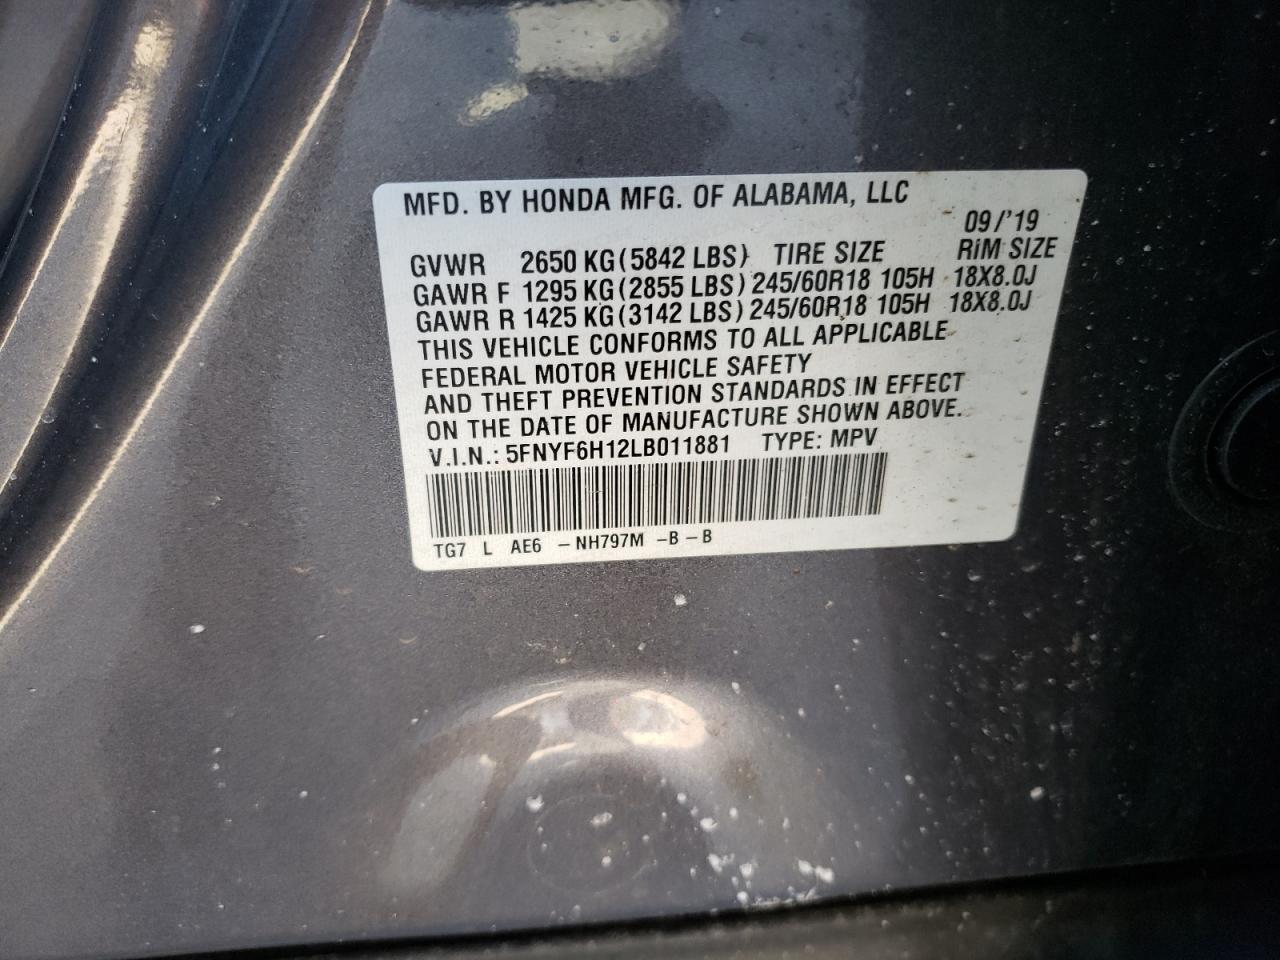 MFD. BY HONDA MFG. OF ALABAMA, LLC
09/'19
GVWR 2650 KG(5842 LBS) TIRE SIZE RIM SIZE
GAWR F 1295 KG(2855 LBS) 245/60R18 105H 18X8.0J
GAWR R 1425 KG(3142 LBS) 245/60R18 105H 18X8.0J
THIS VEHICLE CONFORMS TO ALL APPLICABLE
FEDERAL MOTOR VEHICLE SAFETY
AND THEFT PREVENTION STANDARDS IN EFFECT
ON THE DATE OF MANUFACTURE SHOWN ABOVE.
V.I.N.: 5FNYF6H12LB011881 TYPE: MPV
TG7 L AE6 -NH797M -B-B